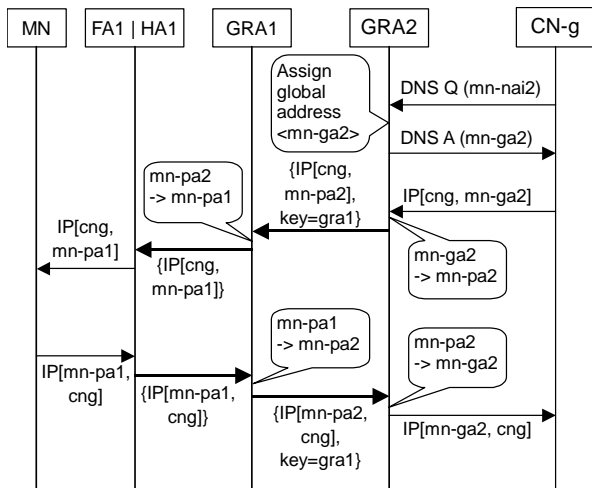 MN
FA1 | HA1
GRA1
GRA2
CN-g
Assign
global
address
<mn-ga2>
DNS Q (mn-nai2)
DNS A (mn-ga2)
{IP[cng,
mn-pa2],
key=gra1}
mn-pa2
-> mn-pa1
IP[cng, mn-ga2]
IP[cng,
mn-pa1]
{IP[cng,
mn-pa1]}
mn-ga2
-> mn-pa2
mn-pa1
-> mn-pa2
mn-pa2
-> mn-ga2
IP[mn-pa1,
cng]
{IP[mn-pa1,
cng]}
{IP[mn-pa2,
cng],
key=gra1}
IP[mn-ga2, cng]